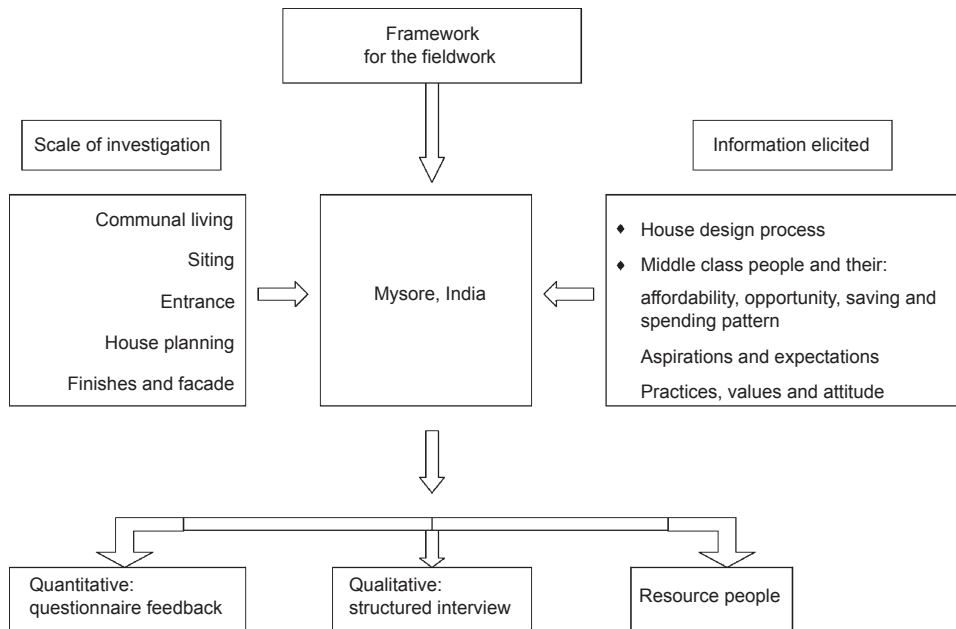 Framework
for the fieldwork
Scale of investigation
Information elicited
Communal living
Siting
Entrance
House planning
Finishes and facade
Mysore, India
♦ House design process
♦ Middle class people and their:
affordability, opportunity, saving and
spending pattern
Aspirations and expectations
Practices, values and attitude
Quantitative:
questionnaire feedback
Qualitative:
structured interview
Resource people